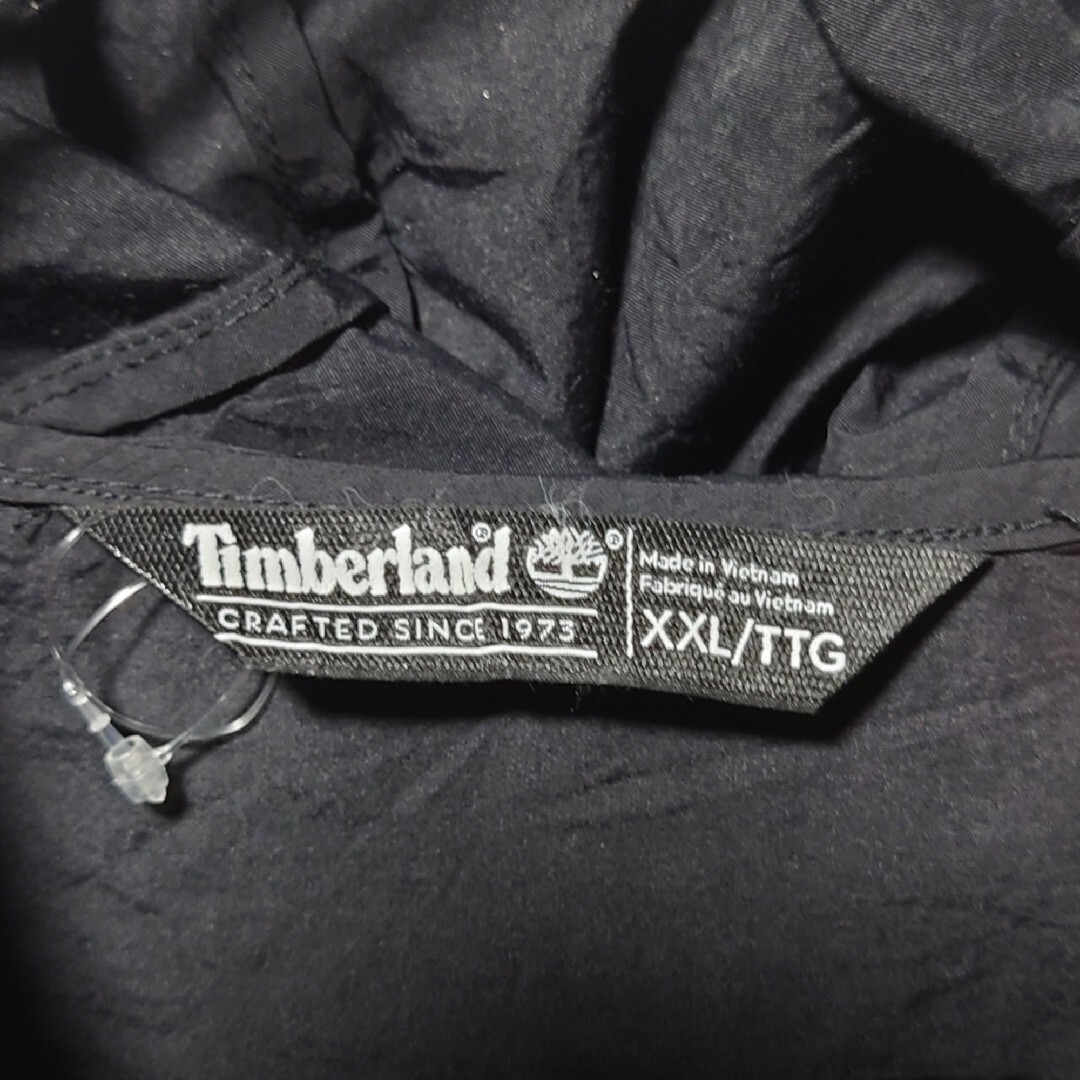 Timberland®
®
CRAFTED SINCE 1973
Made in Vietnam
Fabriqué au Vietnam
XXL/TTG